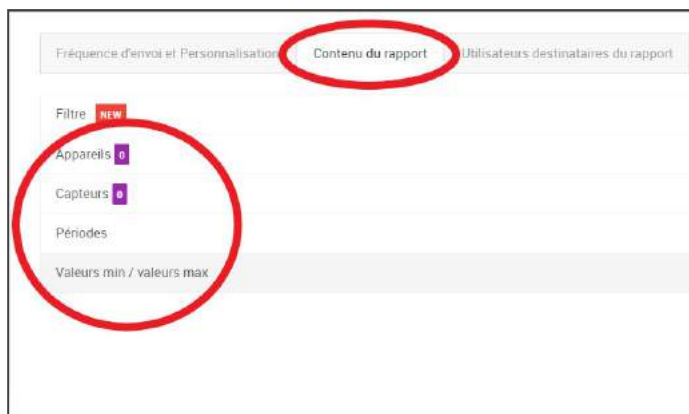 Fréquence d'envoi et Personnalisation Contenu du rapport Utilisateurs destinataires du rapport
Filtre NEW
Appareils 0
Capteurs 0
Périodes
Valeurs min / valeurs max